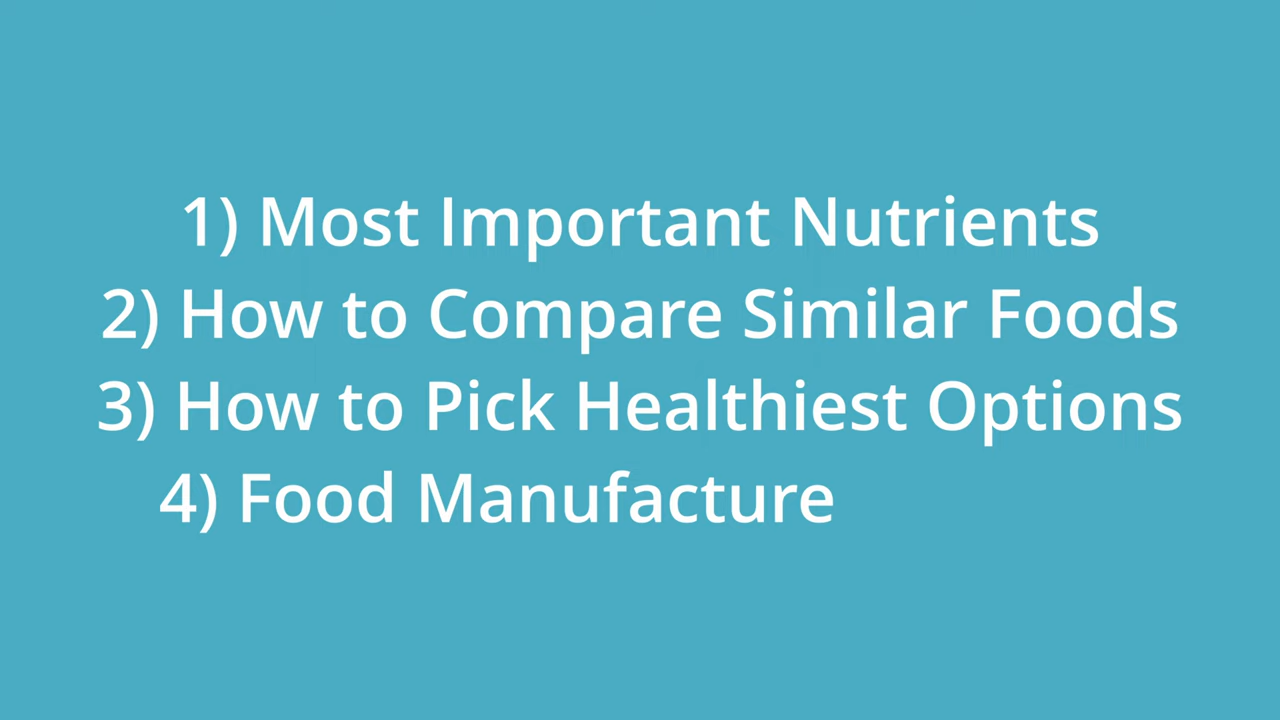 1) Most Important Nutrients
2) How to Compare Similar Foods
3) How to Pick Healthiest Options
4) Food Manufacture